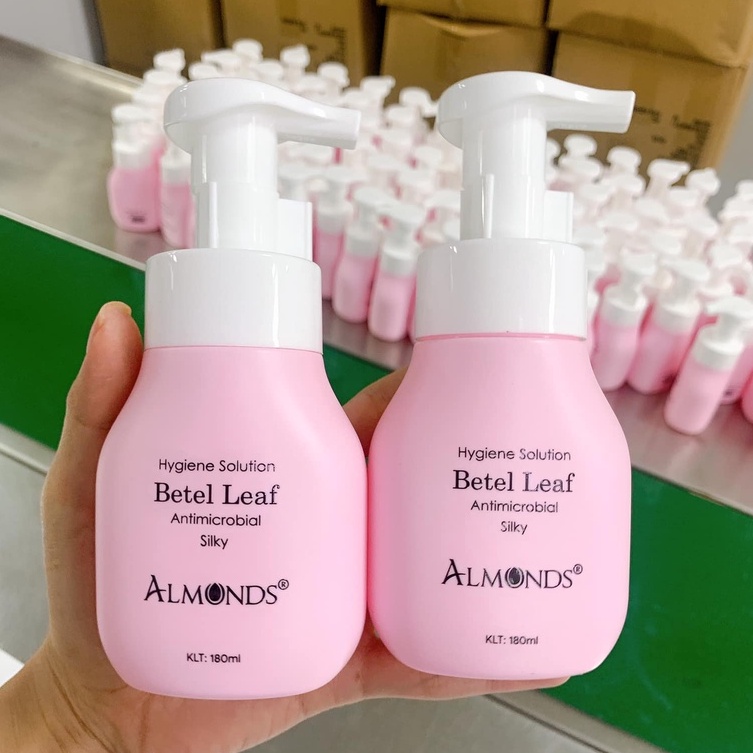 Hygiene Solution
Betel Leaf
Antimicrobial
Silky
ALMONDS®
KLT: 180ml
Hygiene Solution
Betel Leaf
Antimicrobial
Silky
ALMONDS®
KLT: 180ml